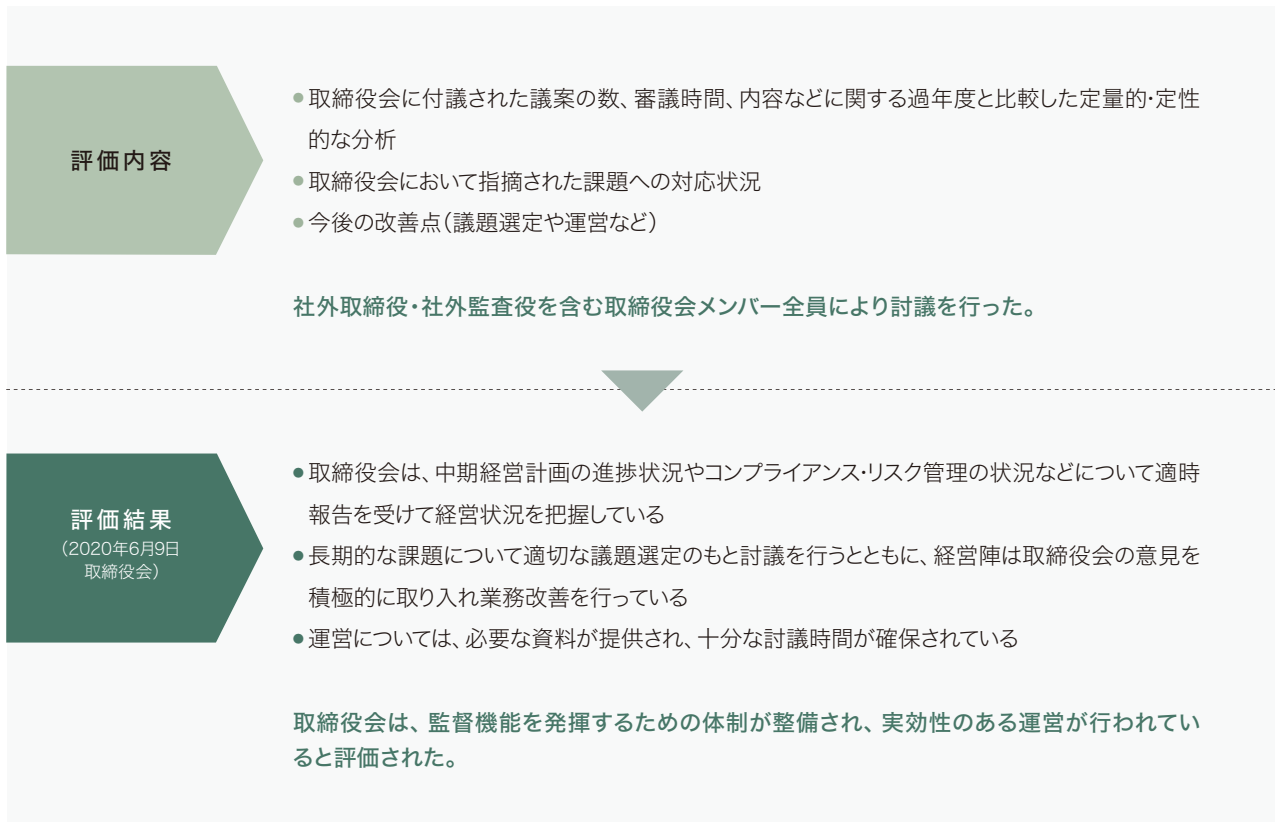 評価内容
●取締役会に付議された議案の数、審議時間、内容などに関する過年度と比較した定量的・定性
的な分析
●取締役会において指摘された課題への対応状況
●今後の改善点（議題選定や運営など）
社外取締役・社外監査役を含む取締役会メンバー全員により討議を行った。
評価結果
（2020年6月9日
取締役会）
●取締役会は、中期経営計画の進捗状況やコンプライアンス・リスク管理の状況などについて適時
報告を受けて経営状況を把握している
●長期的な課題について適切な議題選定のもと討議を行うとともに、経営陣は取締役会の意見を
積極的に取り入れ業務改善を行っている
●運営については、必要な資料が提供され、十分な討議時間が確保されている
取締役会は、監督機能を発揮するための体制が整備され、実効性のある運営が行われてい
ると評価された。